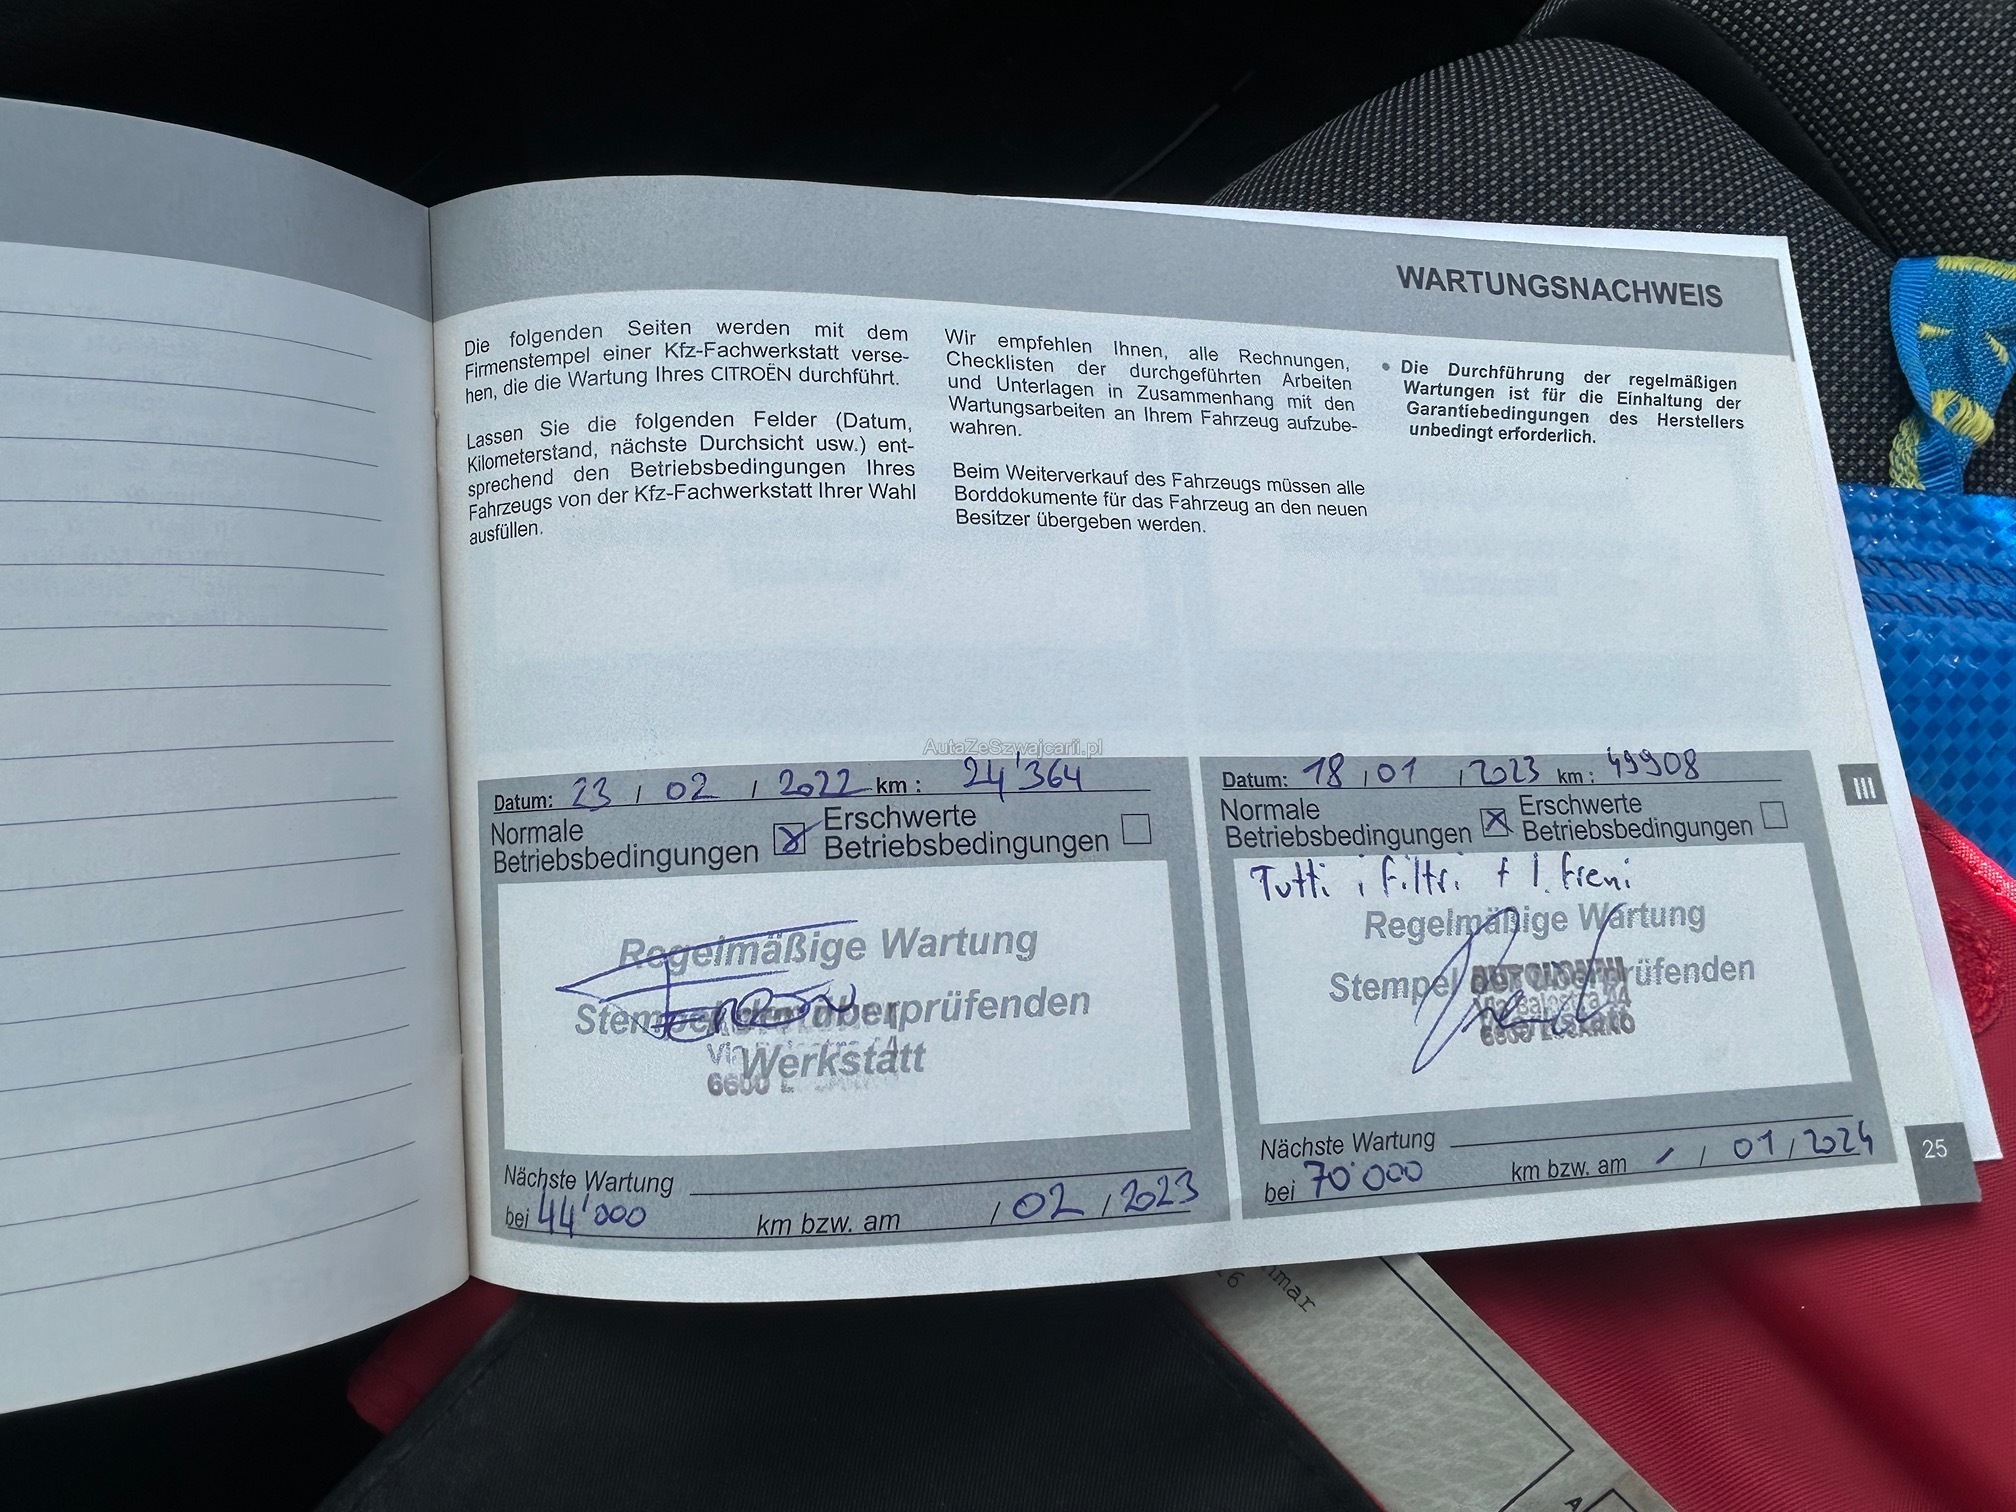 WARTUNGSNACHWEIS
Die folgenden Seiten werden mit dem
Firmenstempel einer Kfz-Fachwerkstatt verse-
hen, die die Wartung Ihres CITROËN durchführt.
Lassen Sie die folgenden Felder (Datum,
Kilometerstand, nächste Durchsicht usw.) ent-
sprechend den Betriebsbedingungen Ihres
Fahrzeugs von der Kfz-Fachwerkstatt Ihrer Wahl
ausfüllen.
Wir empfehlen Ihnen, alle Rechnungen,
Checklisten der durchgeführten Arbeiten
und Unterlagen in Zusammenhang mit den
Wartungsarbeiten an Ihrem Fahrzeug aufzube-
wahren.
Beim Weiterverkauf des Fahrzeugs müssen alle
Borddokumente für das Fahrzeug an den neuen
Besitzer übergeben werden.
• Die Durchführung der regelmäßigen
Wartungen ist für die Einhaltung der
Garantiebedingungen des Herstellers
unbedingt erforderlich.
AutaZeSzwajcarii.pl
Datum: 23 / 02 / 2022 km : 24'364
Normale
Betriebsbedingungen
Erschwerte
Betriebsbedingungen
Regelmäßige Wartung
Stempel der überprüfenden
Werkstatt
6600
Nächste Wartung
bei 44'000 km bzw. am / 02 / 2023
Datum: 18 / 01 / 2023 km : 49908
Normale
Betriebsbedingungen
Erschwerte
Betriebsbedingungen
Tutti i filtri + l. freni
Regelmäßige Wartung
Stempel der überprüfenden
Via Balestra 44
6600 LOCARNO
Nächste Wartung
bei 70'000 km bzw. am / / 01 / 2024
III
25